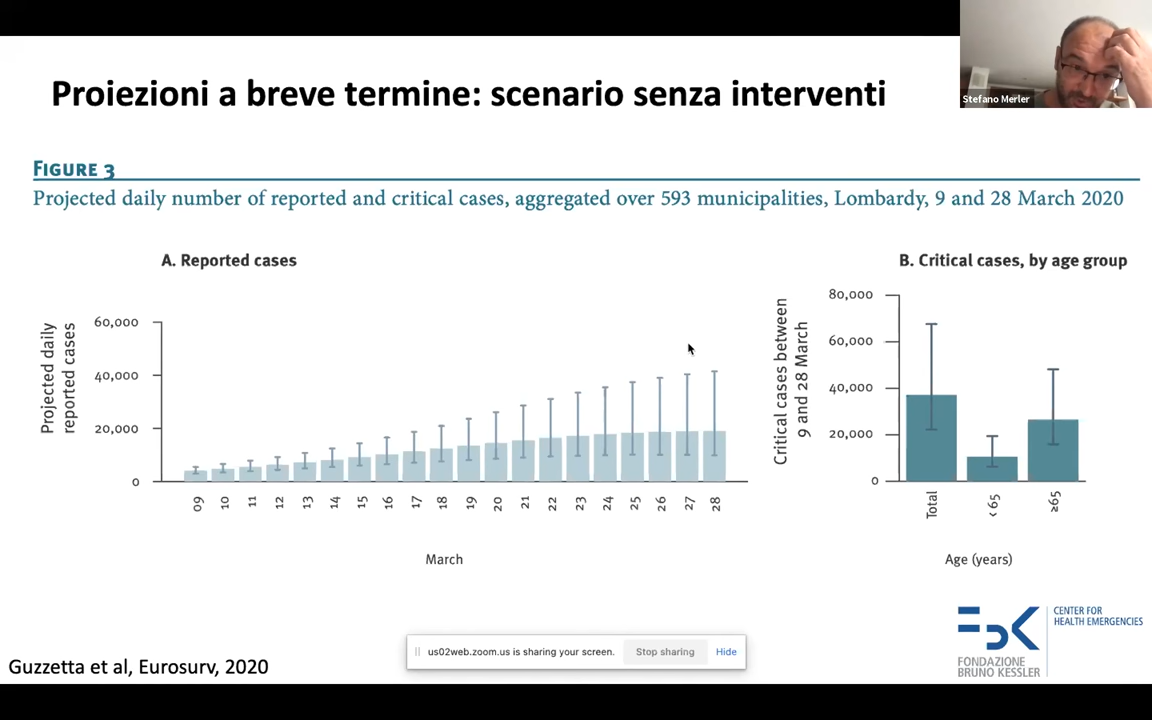 Stefano Merler
Proiezioni a breve termine: scenario senza interventi
FIGURE 3
Projected daily number of reported and critical cases, aggregated over 593 municipalities, Lombardy, 9 and 28 March 2020
A. Reported cases
Projected daily
reported cases
60,000
40,000
20,000
0
09 10 11 12 13 14 15 16 17 18 19 20 21 22 23 24 25 26 27 28
March
B. Critical cases, by age group
Critical cases between
9 and 28 March
80,000
60,000
40,000
20,000
0
Total <65 ≥65
Age (years)
us02web.zoom.us is sharing your screen. Stop sharing Hide
Guzzetta et al, Eurosurv, 2020
FBK
CENTER FOR
HEALTH EMERGENCIES
FONDAZIONE
BRUNO KESSLER